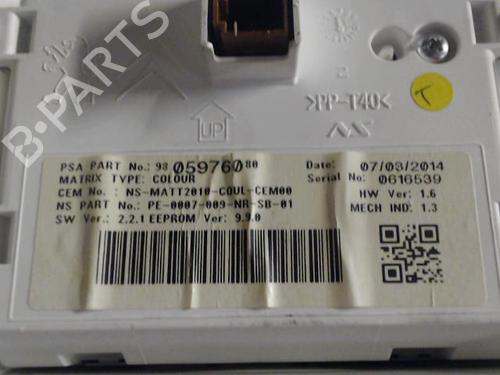 B-PARTS
>PP-T40<
UP
T
PSA PART No.: 98 059760 80 Date: 07/03/2014
MATRIX TYPE: COLOUR Serial No: 0616539
CEM No.: NS-MATT2010-COUL-CEM00 HW Ver: 1.6
NS PART No.: PE-0007-009-NR-SB-01 MECH IND: 1.3
SW Ver.: 2.2.1 EEPROM Ver: 9.9.0